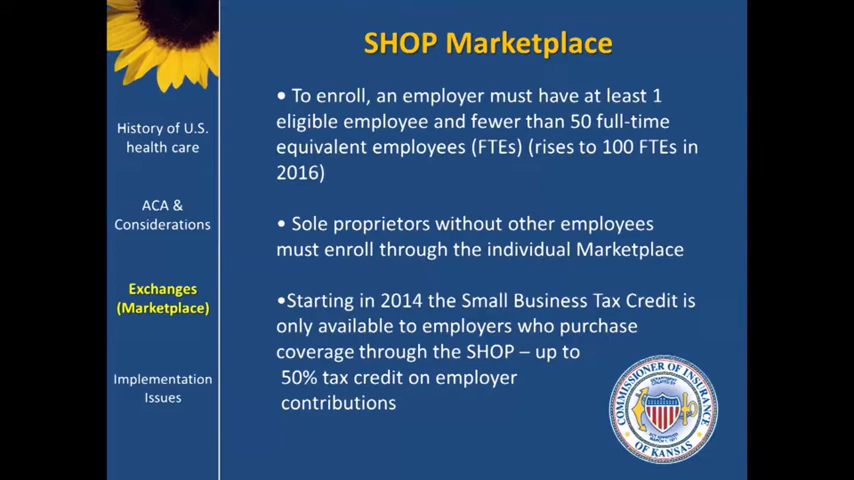 SHOP Marketplace
History of U.S.
health care
ACA &
Considerations
Exchanges
(Marketplace)
Implementation
Issues
• To enroll, an employer must have at least 1
eligible employee and fewer than 50 full-time
equivalent employees (FTEs) (rises to 100 FTEs in
2016)
• Sole proprietors without other employees
must enroll through the individual Marketplace
•Starting in 2014 the Small Business Tax Credit is
only available to employers who purchase
coverage through the SHOP – up to
50% tax credit on employer
contributions
COMMISSIONER OF INSURANCE
OF KANSAS